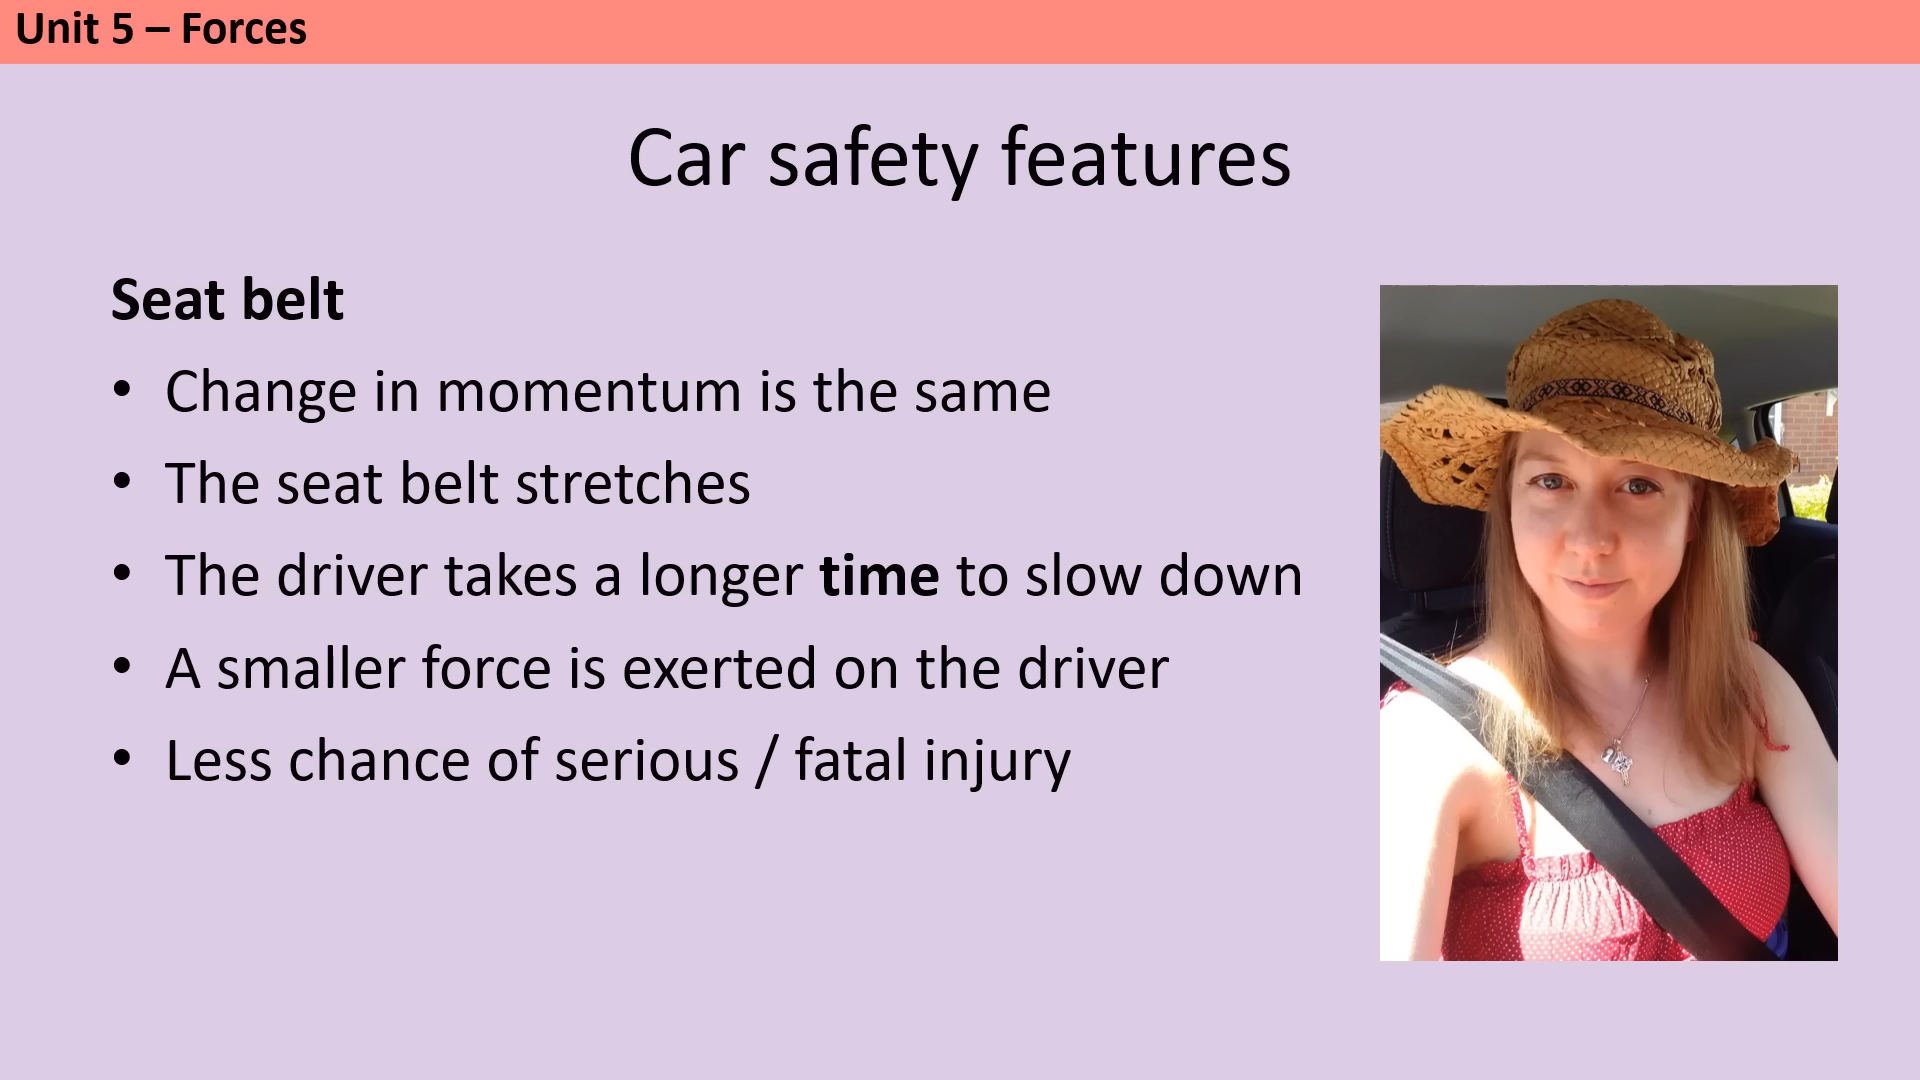 Unit 5 – Forces
Car safety features
Seat belt
• Change in momentum is the same
• The seat belt stretches
• The driver takes a longer time to slow down
• A smaller force is exerted on the driver
• Less chance of serious / fatal injury